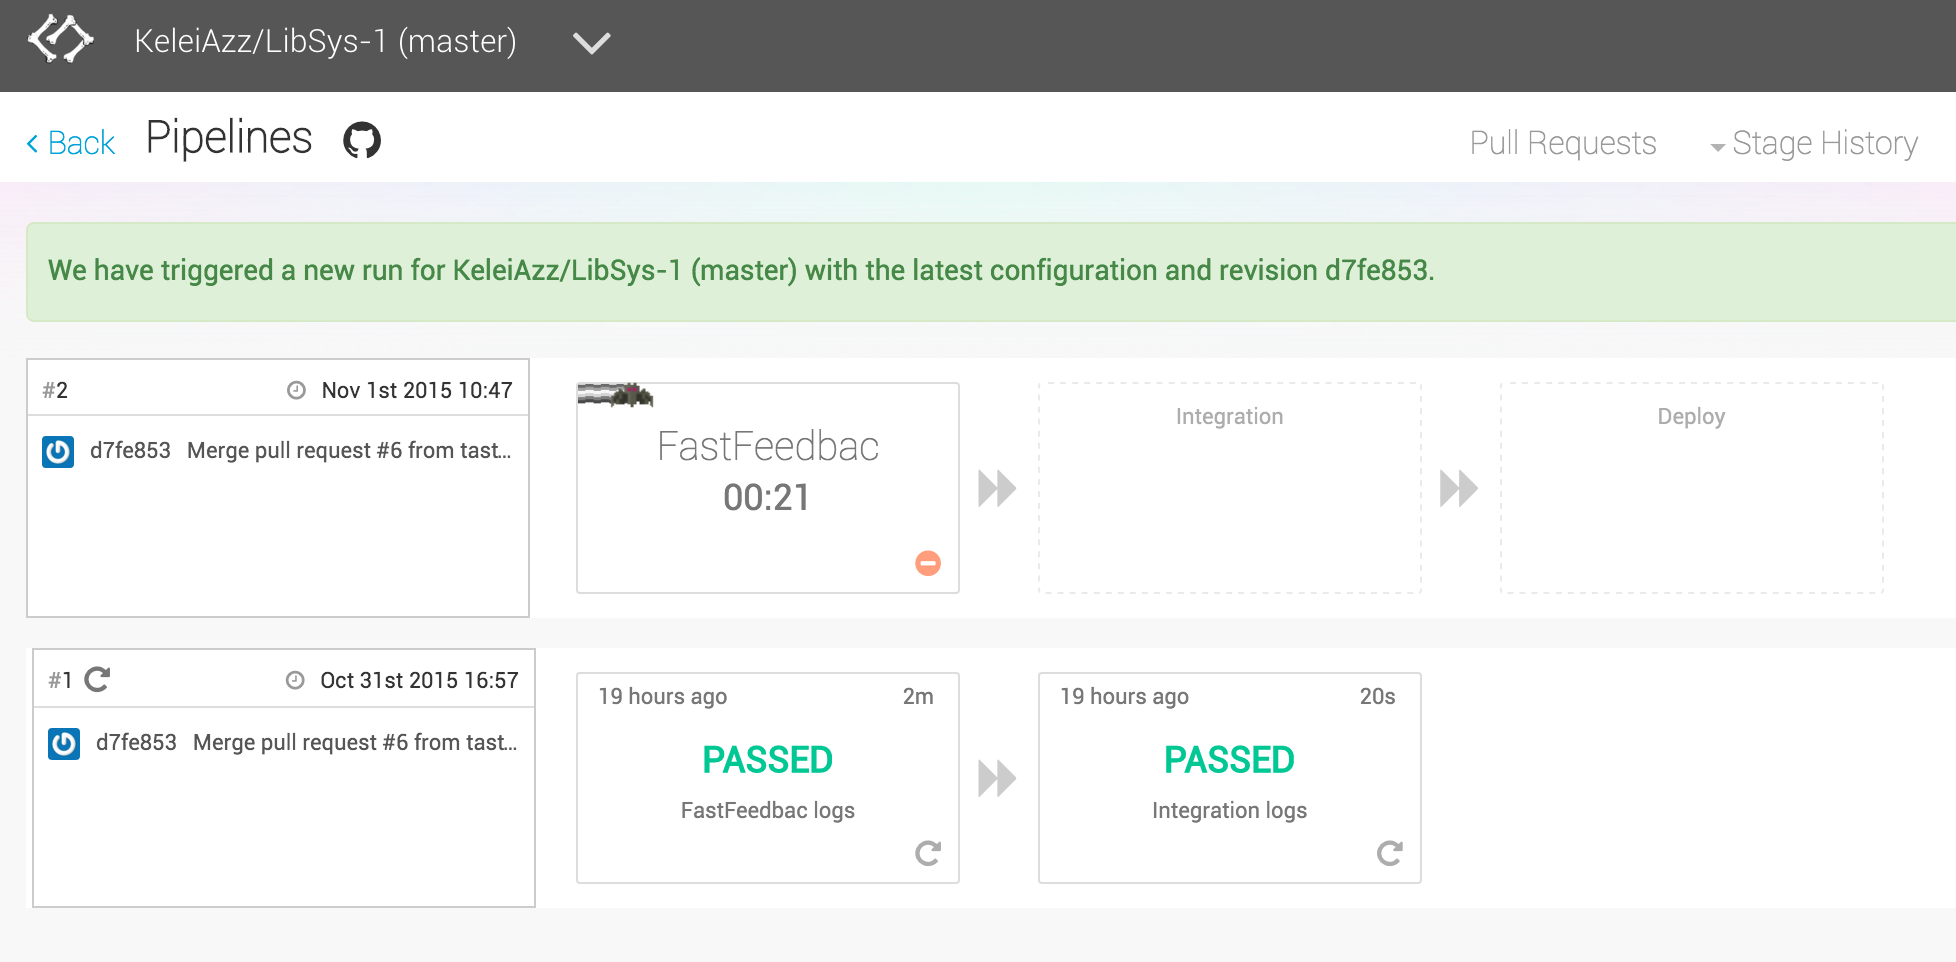 KeleiAzz/LibSys-1 (master)
Back Pipelines Pull Requests Stage History
We have triggered a new run for KeleiAzz/LibSys-1 (master) with the latest configuration and revision d7fe853.
#2 Nov 1st 2015 10:47
d7fe853 Merge pull request #6 from tast...
FastFeedbac
00:21
Integration
Deploy
#1 Oct 31st 2015 16:57
d7fe853 Merge pull request #6 from tast...
19 hours ago 2m
PASSED
FastFeedbac logs
19 hours ago 20s
PASSED
Integration logs